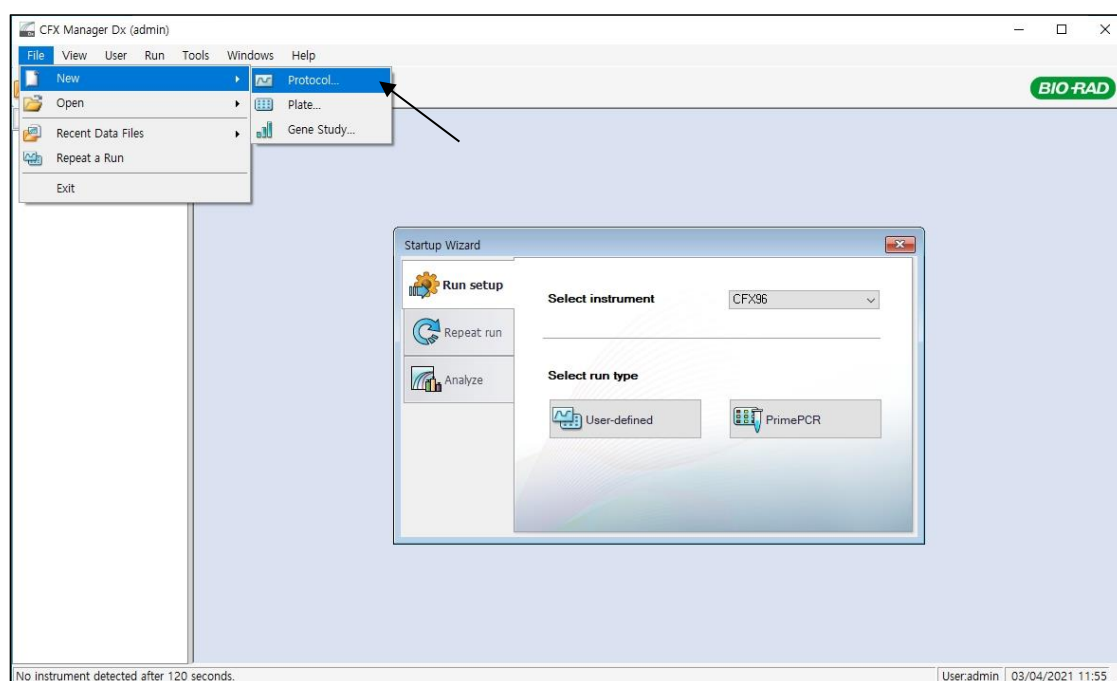 CFX Manager Dx (admin)
File View User Run Tools Windows Help
New
Protocol...
Open
Plate...
Recent Data Files
Gene Study...
Repeat a Run
Exit
BIO-RAD
Startup Wizard
Run setup
Repeat run
Analyze
Select instrument
CFX96
Select run type
User-defined
PrimePCR
No instrument detected after 120 seconds.
User:admin 03/04/2021 11:55